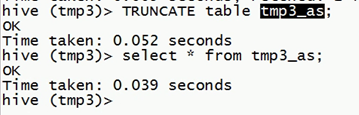 hive (tmp3)> TRUNCATE table tmp3_as;
OK
Time taken: 0.052 seconds
hive (tmp3)> select * from tmp3_as;
OK
Time taken: 0.039 seconds
hive (tmp3)>